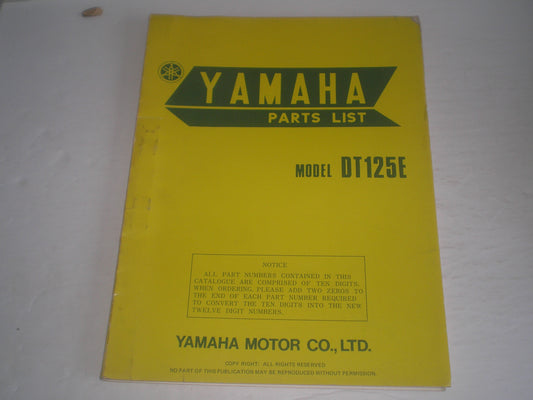 YAMAHA
PARTS LIST
MODEL DT125E
NOTICE
ALL PART NUMBERS CONTAINED IN THIS
CATALOGUE ARE COMPRISED OF TEN DIGITS.
WHEN ORDERING, PLEASE ADD TWO ZEROS TO
THE END OF EACH PART NUMBER REQUIRED
TO CONVERT THE TEN DIGITS INTO THE NEW
TWELVE DIGIT NUMBERS.
YAMAHA MOTOR CO., LTD.
COPY RIGHT: ALL RIGHTS RESERVED
NO PART OF THIS PUBLICATION MAY BE REPRODUCED WITHOUT PERMISSION.